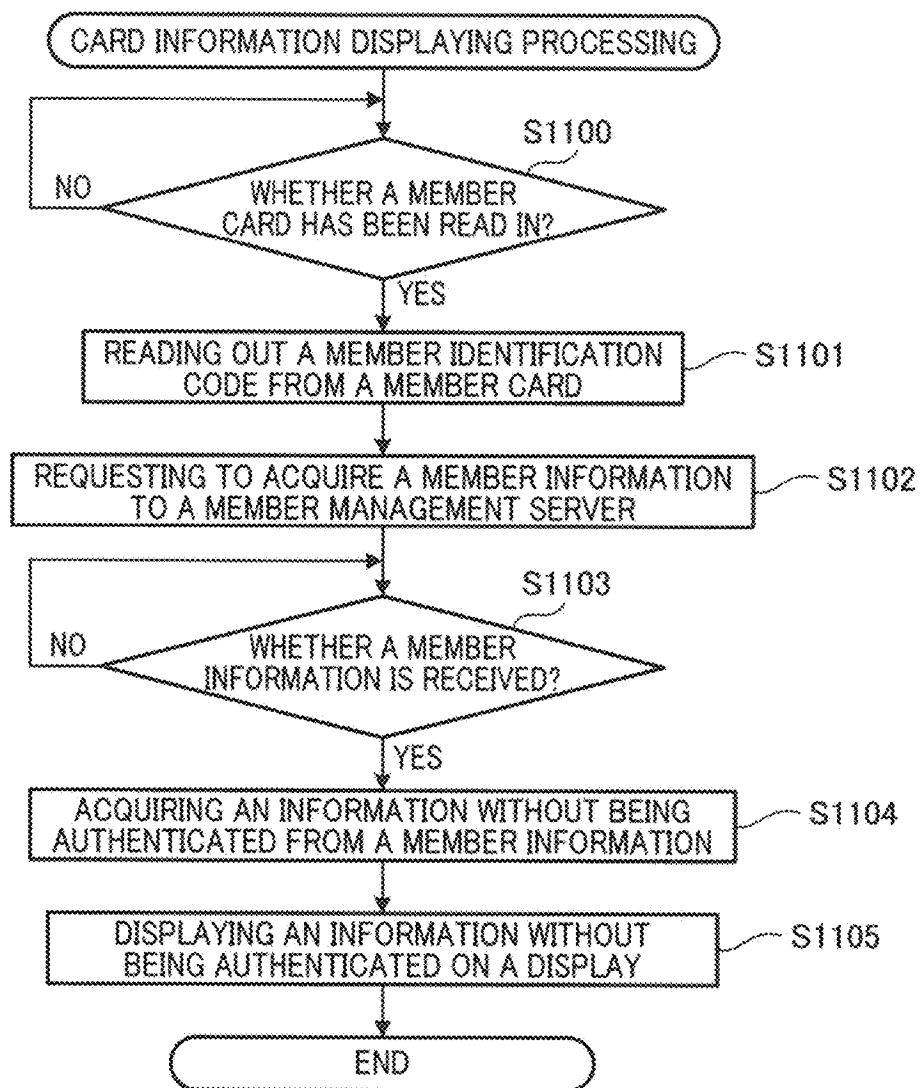 CARD INFORMATION DISPLAYING PROCESSING
S1100
WHETHER A MEMBER
CARD HAS BEEN READ IN?
NO
YES
READING OUT A MEMBER IDENTIFICATION
CODE FROM A MEMBER CARD
S1101
REQUESTING TO ACQUIRE A MEMBER INFORMATION
TO A MEMBER MANAGEMENT SERVER
S1102
S1103
WHETHER A MEMBER
INFORMATION IS RECEIVED?
NO
YES
ACQUIRING AN INFORMATION WITHOUT BEING
AUTHENTICATED FROM A MEMBER INFORMATION
S1104
DISPLAYING AN INFORMATION WITHOUT
BEING AUTHENTICATED ON A DISPLAY
S1105
END